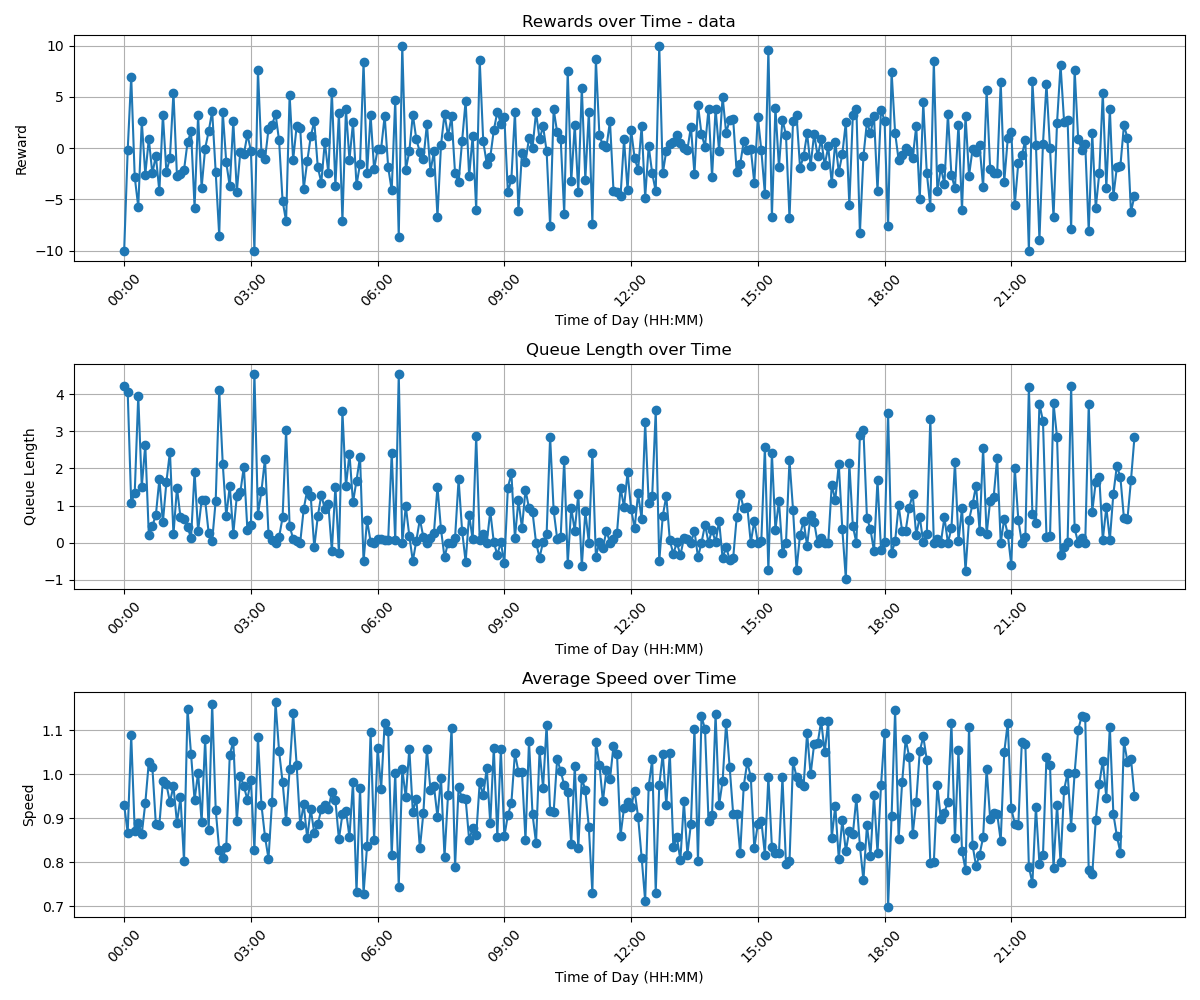 Rewards over Time - data
10
5
0
−5
−10
Reward
00:00 03:00 06:00 09:00 12:00 15:00 18:00 21:00
Time of Day (HH:MM)
Queue Length over Time
4
3
2
1
0
−1
Queue Length
00:00 03:00 06:00 09:00 12:00 15:00 18:00 21:00
Time of Day (HH:MM)
Average Speed over Time
1.1
1.0
0.9
0.8
0.7
Speed
00:00 03:00 06:00 09:00 12:00 15:00 18:00 21:00
Time of Day (HH:MM)